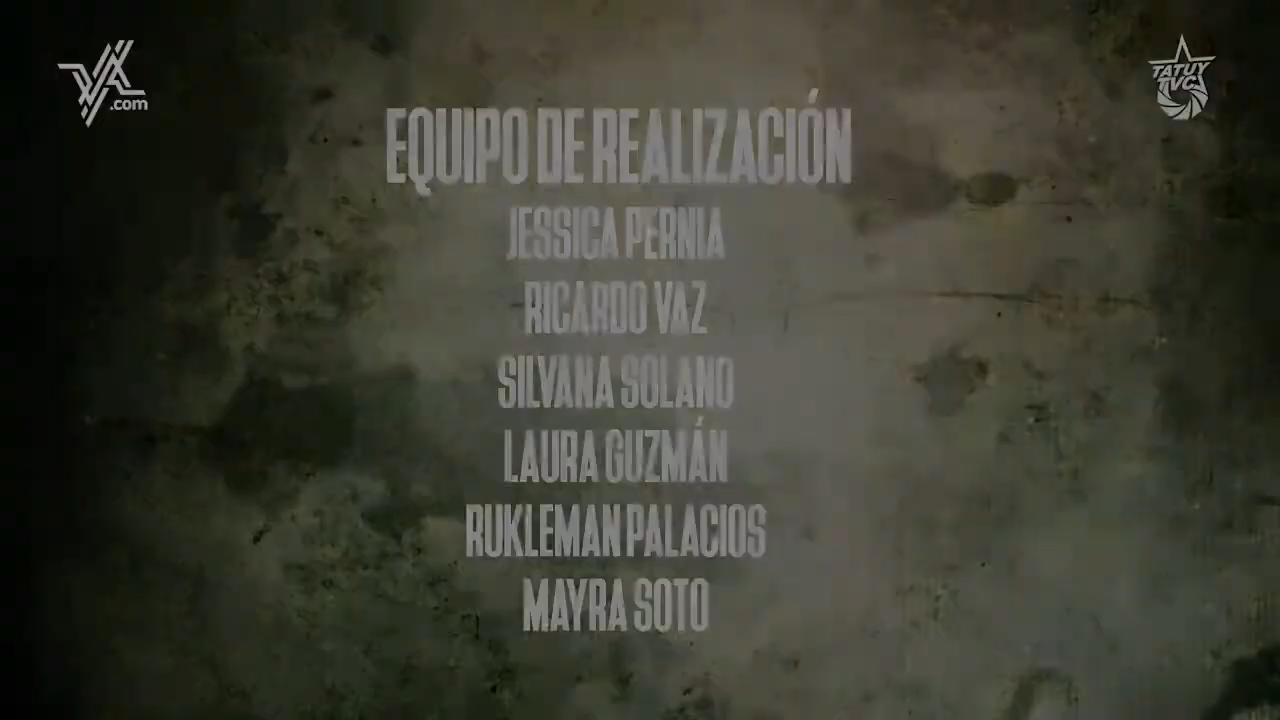 VA
.com
TATUY
TVC
EQUIPO DE REALIZACIÓN
JESSICA PERNIA
RICARDO VAZ
SILVANA SOLANO
LAURA GUZMÁN
RUKLEMAN PALACIOS
MAYRA SOTO